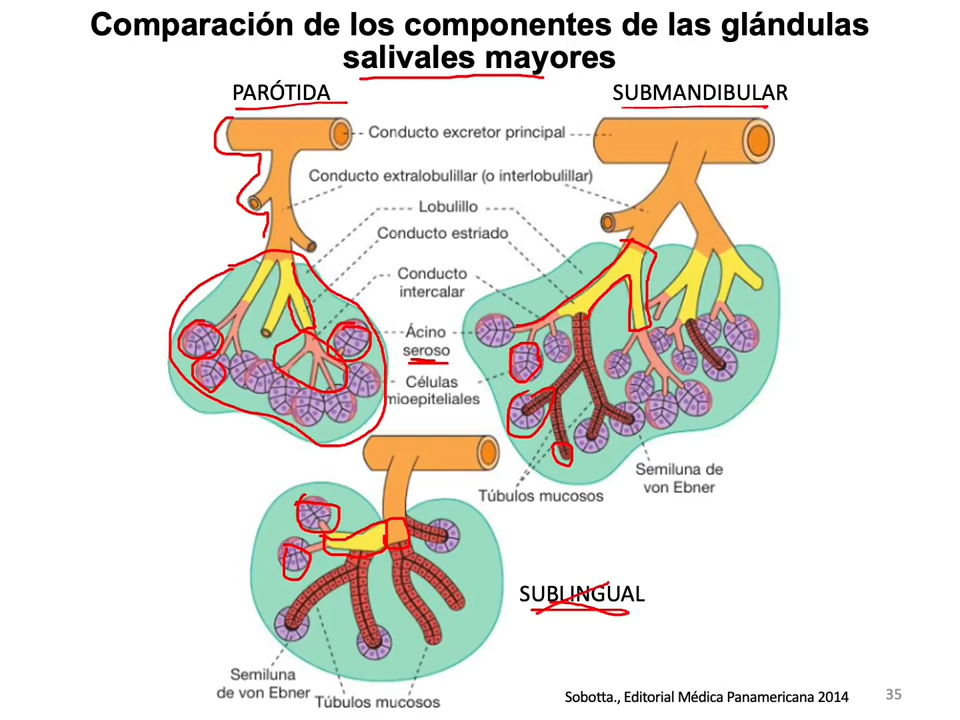 Comparación de los componentes de las glándulas
salivales mayores
PARÓTIDA
SUBMANDIBULAR
Conducto excretor principal
Conducto extralobulillar (o interlobulillar)
Lobulillo
Conducto estriado
Conducto
intercalar
Ácino
seroso
Células
mioepiteliales
Semiluna de
von Ebner
Túbulos mucosos
SUBLINGUAL
Semiluna
de von Ebner
Túbulos mucosos
Sobotta., Editorial Médica Panamericana 2014
35